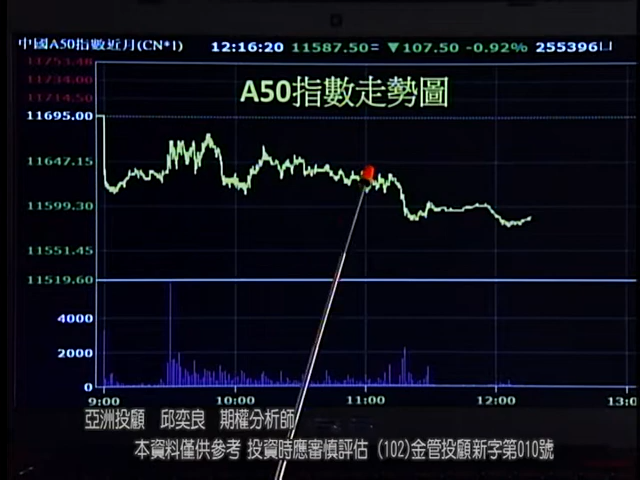 中國A50指數近月(CN*1) 12:16:20 11587.50= ▼107.50 -0.92% 255396口
11753.48
11734.00
11714.50
A50指數走勢圖
11695.00
11647.15
11599.30
11551.45
11519.60
4000
2000
0
9:00 10:00 11:00 12:00 13:0
亞洲投顧 邱奕良 期權分析師
本資料僅供參考 投資時應審慎評估 (102)金管投顧新字第010號